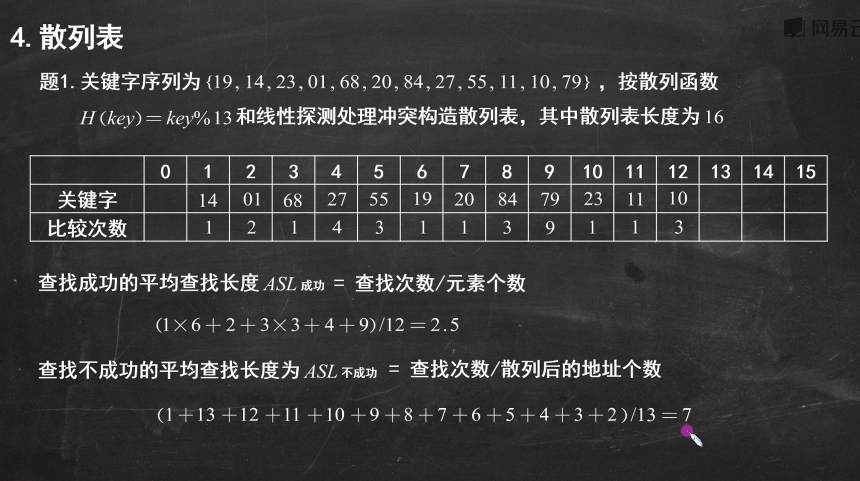 网易云
4. 散列表
题1. 关键字序列为 {19, 14, 23, 01, 68, 20, 84, 27, 55, 11, 10, 79} ，按散列函数
H (key) = key%13 和线性探测处理冲突构造散列表，其中散列表长度为 16
0 1 2 3 4 5 6 7 8 9 10 11 12 13 14 15
关键字 14 01 68 27 55 19 20 84 79 23 11 10
比较次数 1 2 1 4 3 1 1 3 9 1 1 3
查找成功的平均查找长度 ASL 成功 = 查找次数/元素个数
(1×6+2+3×3+4+9)/12 = 2.5
查找不成功的平均查找长度为 ASL 不成功 = 查找次数/散列后的地址个数
(1+13+12+11+10+9+8+7+6+5+4+3+2)/13 = 7